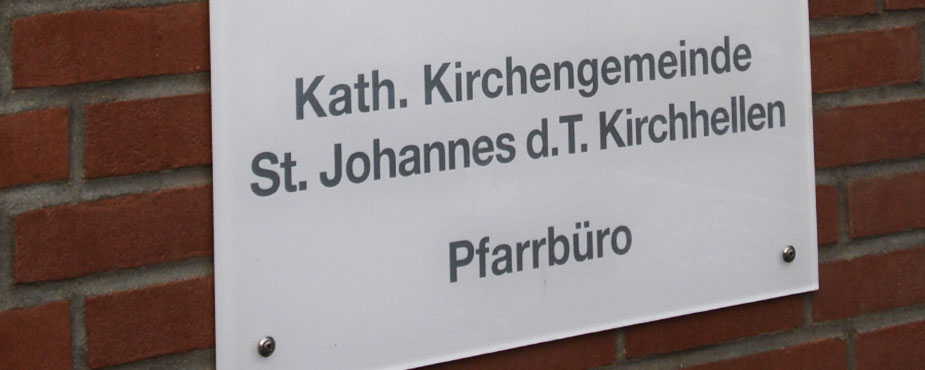 Kath. Kirchengemeinde
St. Johannes d.T. Kirchhellen
Pfarrbüro